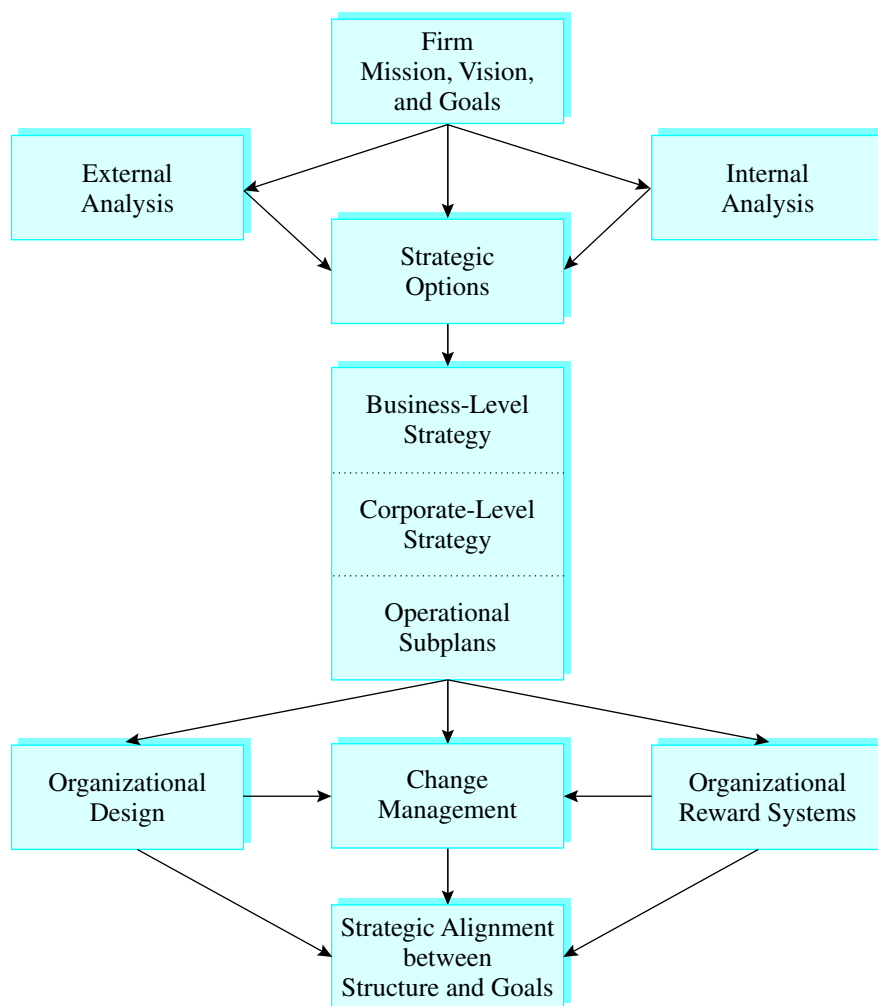 Firm
Mission, Vision,
and Goals
External
Analysis
Internal
Analysis
Strategic
Options
Business-Level
Strategy
Corporate-Level
Strategy
Operational
Subplans
Organizational
Design
Change
Management
Organizational
Reward Systems
Strategic Alignment
between
Structure and Goals